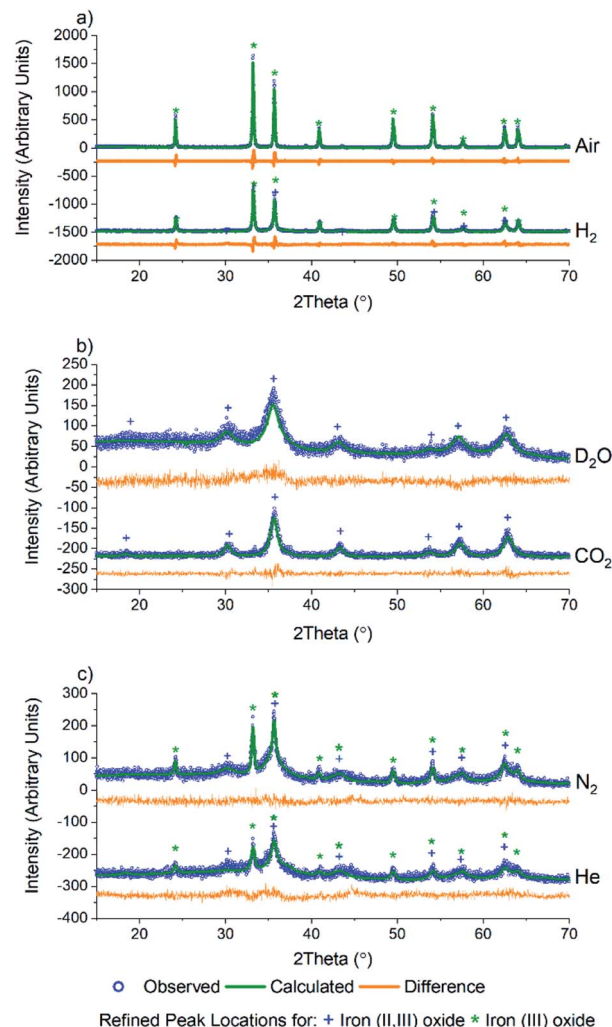 a)
Intensity (Arbitrary Units)
2000
1500
1000
500
0
-500
-1000
-1500
-2000
Air
H2
20 30 40 50 60 70
2Theta (°)
b)
Intensity (Arbitrary Units)
250
200
150
100
50
0
-50
-100
-150
-200
-250
-300
D2O
CO2
20 30 40 50 60 70
2Theta (°)
c)
Intensity (Arbitrary Units)
300
200
100
0
-100
-200
-300
-400
N2
He
20 30 40 50 60 70
2Theta (°)
Observed Calculated Difference
Refined Peak Locations for: + Iron (II,III) oxide * Iron (III) oxide